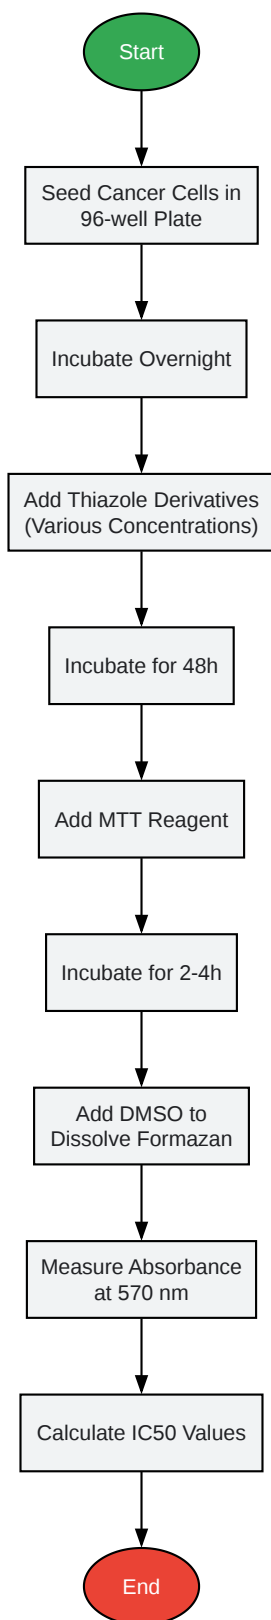 Start
Seed Cancer Cells in
96-well Plate
Incubate Overnight
Add Thiazole Derivatives
(Various Concentrations)
Incubate for 48h
Add MTT Reagent
Incubate for 2-4h
Add DMSO to
Dissolve Formazan
Measure Absorbance
at 570 nm
Calculate IC50 Values
End